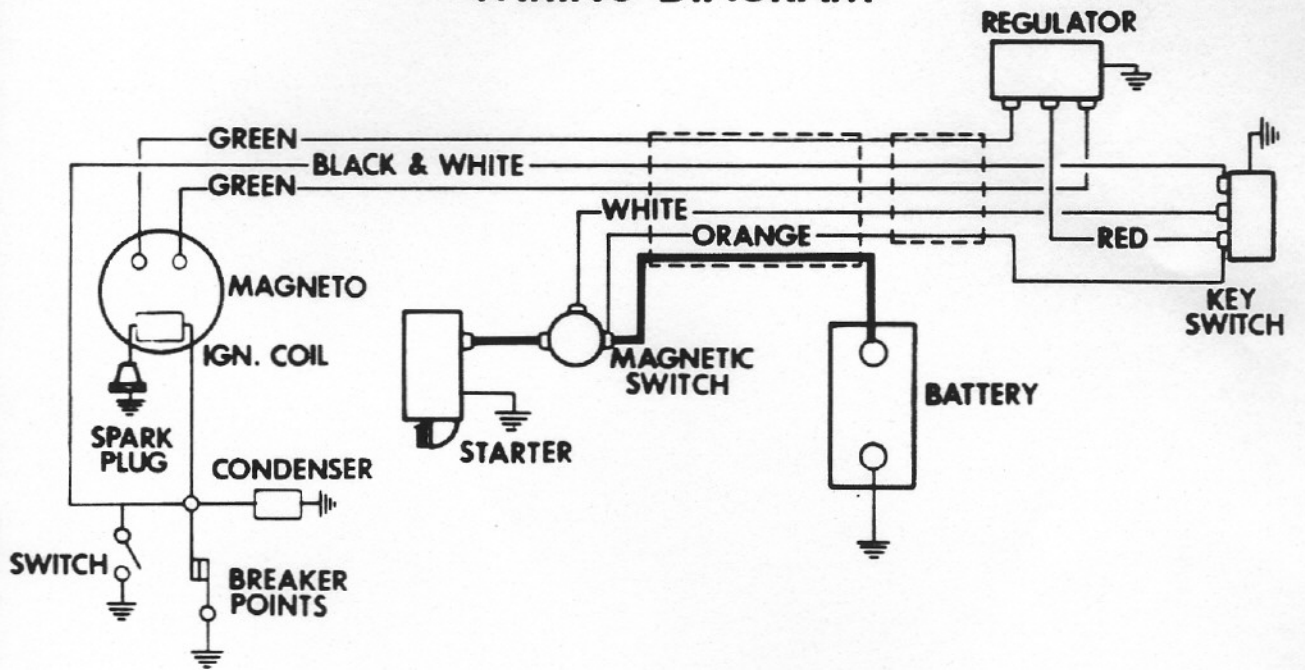 REGULATOR
GREEN
BLACK & WHITE
GREEN
WHITE
ORANGE
RED
MAGNETO
KEY
SWITCH
IGN. COIL
MAGNETIC
SWITCH
BATTERY
SPARK
PLUG
STARTER
CONDENSER
SWITCH
BREAKER
POINTS